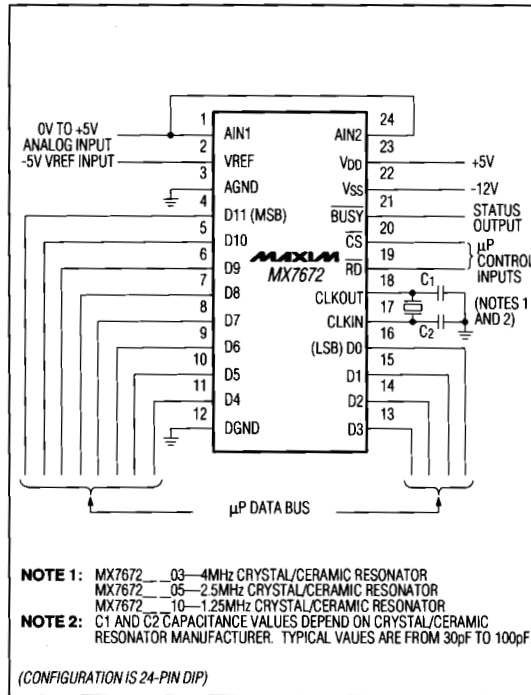 0V TO +5V
ANALOG INPUT
-5V VREF INPUT
1 AIN1
2 VREF
3 AGND
4 D11 (MSB)
5 D10
6 D9
7 D8
8 D7
9 D6
10 D5
11 D4
12 DGND
MAXIM
MX7672
24 AIN2
23 VDD +5V
22 VSS -12V
21 BUSY STATUS OUTPUT
20 CS
19 RD
µP CONTROL INPUTS
18 CLKOUT C1
17 CLKIN C2
(NOTES 1 AND 2)
16 (LSB) D0
15 D1
14 D2
13 D3
µP DATA BUS
NOTE 1: MX7672_ _03—4MHz CRYSTAL/CERAMIC RESONATOR
MX7672_ _05—2.5MHz CRYSTAL/CERAMIC RESONATOR
MX7672_ _10—1.25MHz CRYSTAL/CERAMIC RESONATOR
NOTE 2: C1 AND C2 CAPACITANCE VALUES DEPEND ON CRYSTAL/CERAMIC
RESONATOR MANUFACTURER. TYPICAL VAUES ARE FROM 30pF TO 100pF
(CONFIGURATION IS 24-PIN DIP)